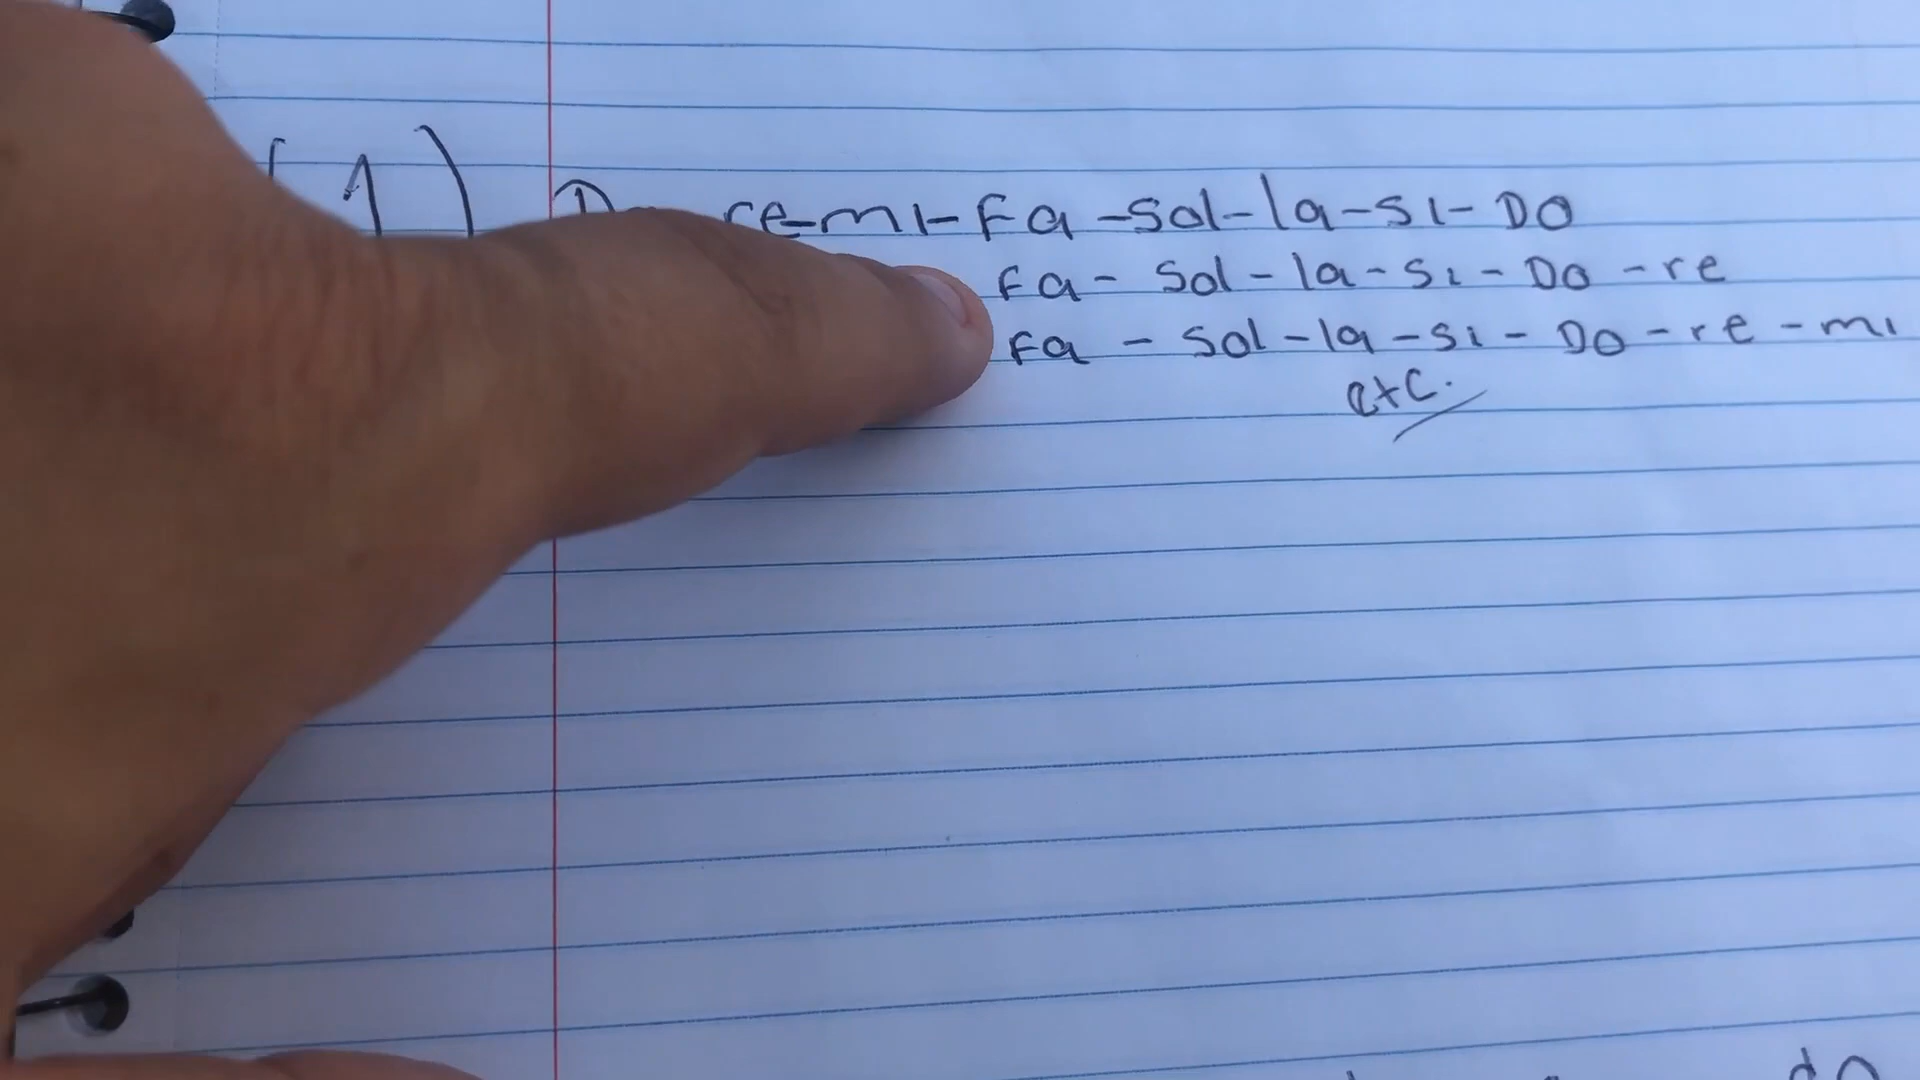 (1) re-mi-Fa-Sol-la-si-Do
Fa-Sol-la-Si-Do-re
Fa-Sol-la-si-Do-re-mi
etc.
do